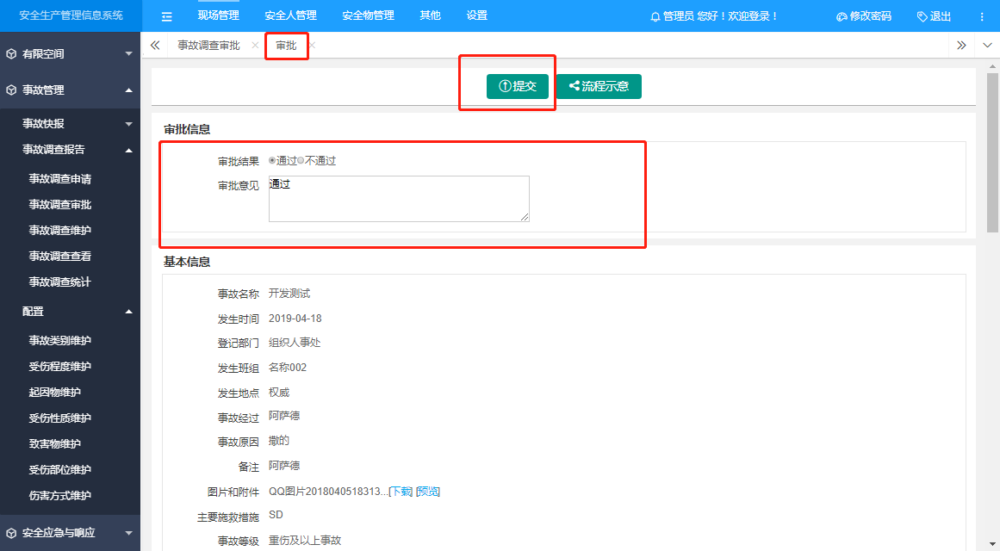 安全生产管理信息系统
现场管理 安全人管理 安全物管理 其他 设置 管理员 您好！欢迎登录！ 修改密码 退出
事故调查审批 审批
有限空间
事故管理
事故快报
事故调查报告
事故调查申请
事故调查审批
事故调查维护
事故调查查看
事故调查统计
配置
事故类别维护
受伤程度维护
起因物维护
受伤性质维护
致害物维护
受伤部位维护
伤害方式维护
安全应急与响应
提交 流程示意
审批信息
审批结果 通过 不通过
审批意见 通过
基本信息
事故名称 开发测试
发生时间 2019-04-18
登记部门 组织人事处
发生班组 名称002
发生地点 权威
事故经过 阿萨德
事故原因 撒的
备注 阿萨德
图片和附件 QQ图片2018040518313...[下载] [预览]
主要施救措施 SD
事故等级 重伤及以上事故